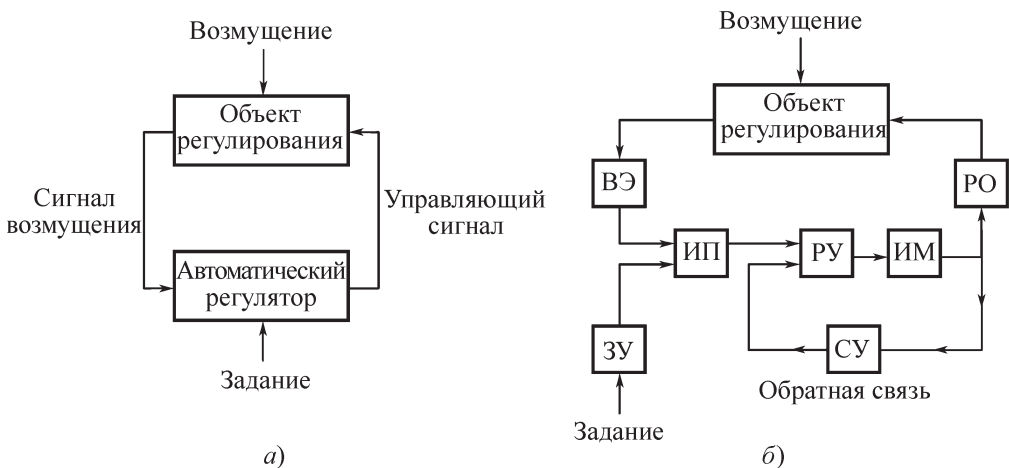 Возмущение
Объект
регулирования
Сигнал
возмущения
Управляющий
сигнал
Автоматический
регулятор
Задание
а)
Возмущение
Объект
регулирования
ВЭ
РО
ИП
РУ
ИМ
ЗУ
СУ
Обратная связь
Задание
б)